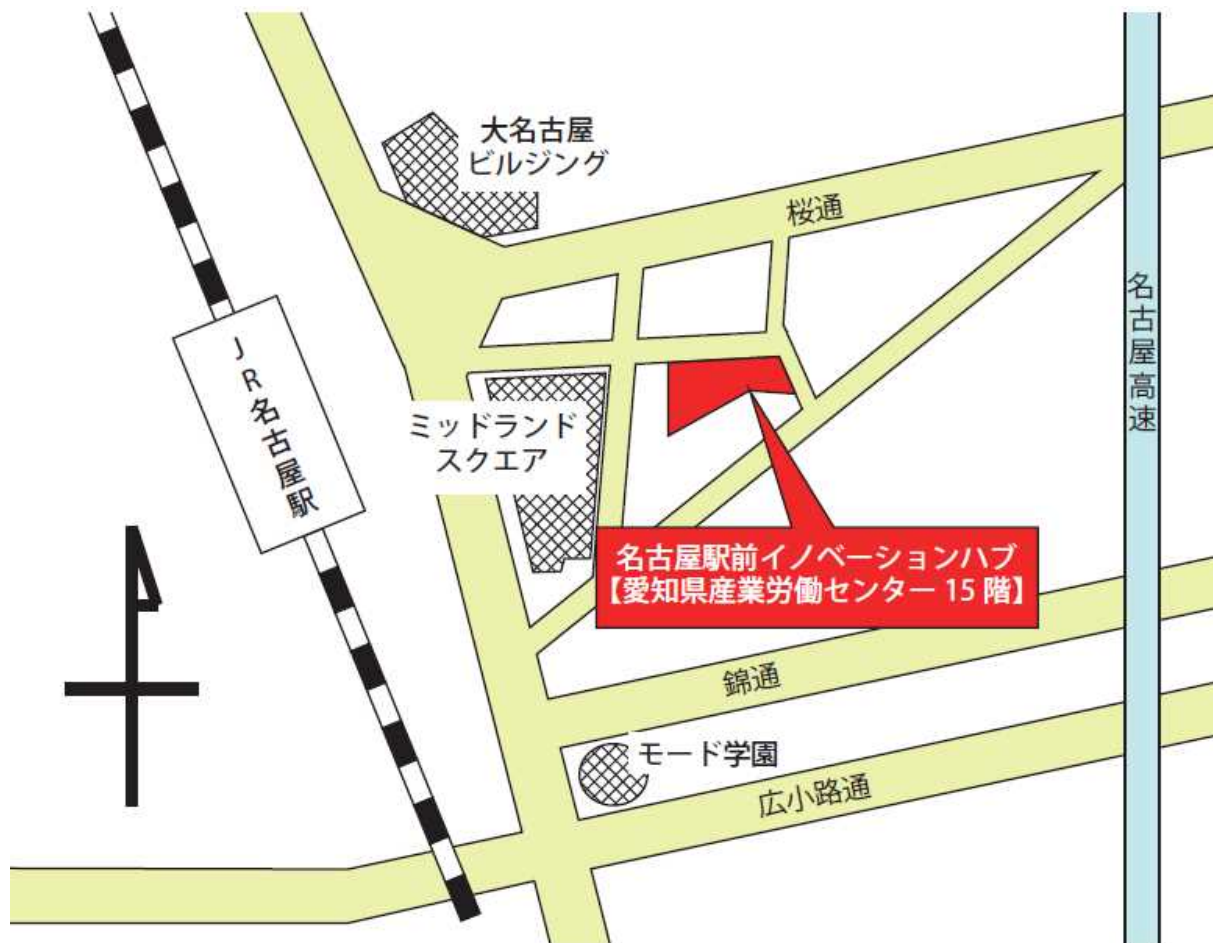 大名古屋
ビルジング
桜通
名古屋高速
JR名古屋駅
ミッドランド
スクエア
名古屋駅前イノベーションハブ
【愛知県産業労働センター 15 階】
錦通
モード学園
広小路通